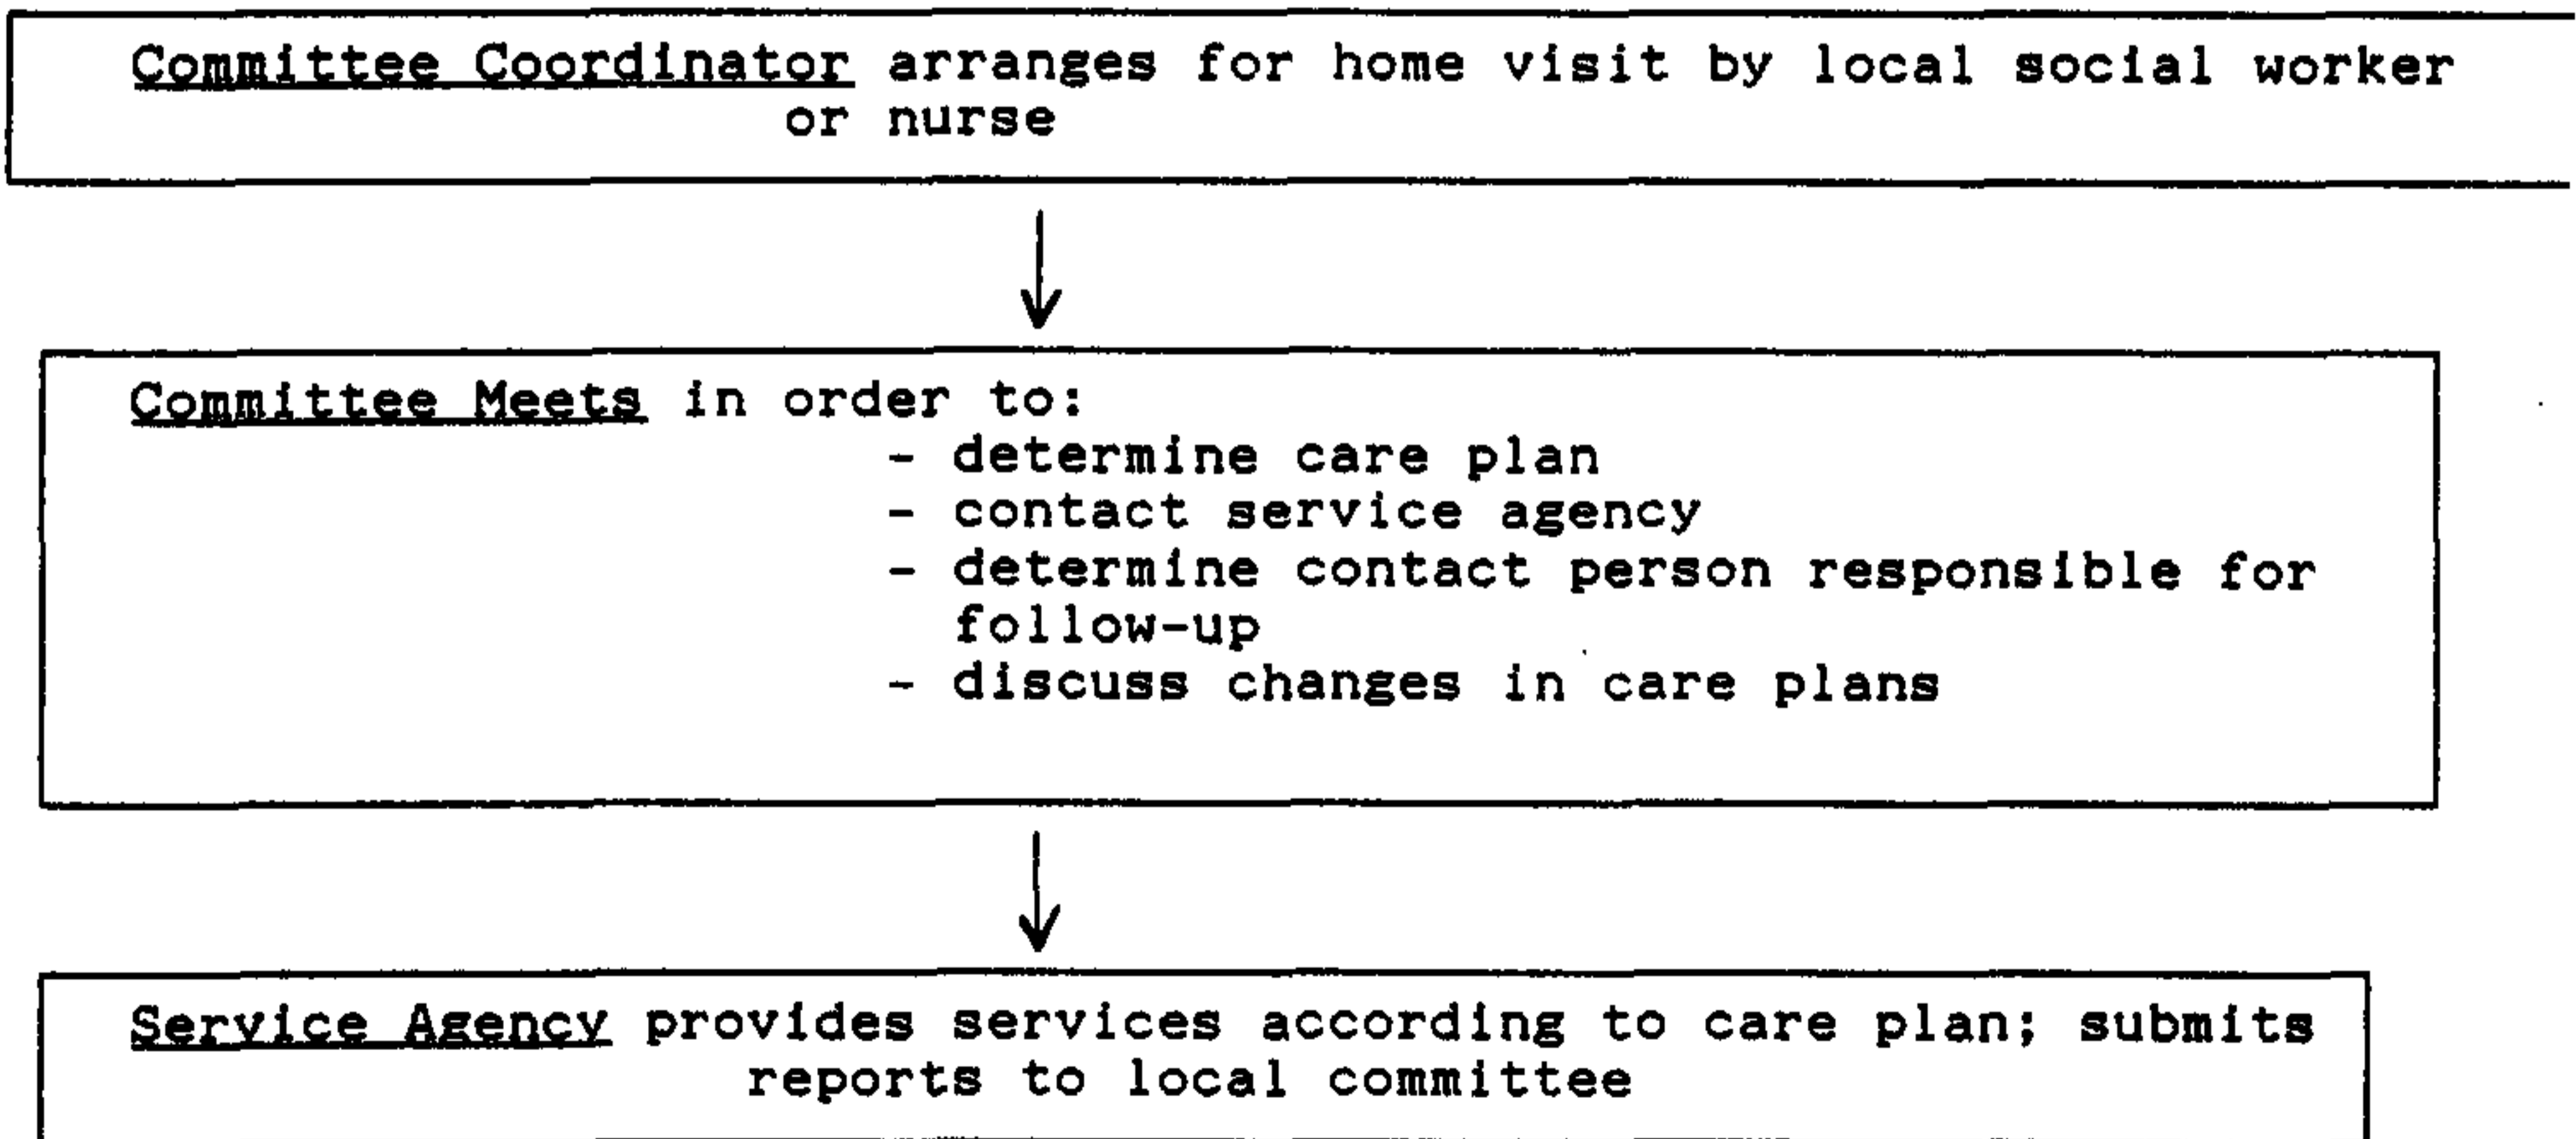 Committee Coordinator arranges for home visit by local social worker
or nurse
Committee Meets in order to:
- determine care plan
- contact service agency
- determine contact person responsible for
follow-up
- discuss changes in care plans
Service Agency provides services according to care plan; submits
reports to local committee